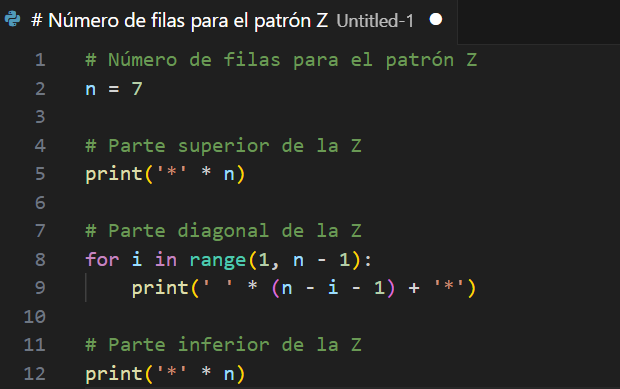 # Número de filas para el patrón Z Untitled-1
1 # Número de filas para el patrón Z
2 n = 7
3
4 # Parte superior de la Z
5 print('*' * n)
6
7 # Parte diagonal de la Z
8 for i in range(1, n - 1):
9     print(' ' * (n - i - 1) + '*')
10
11 # Parte inferior de la Z
12 print('*' * n)